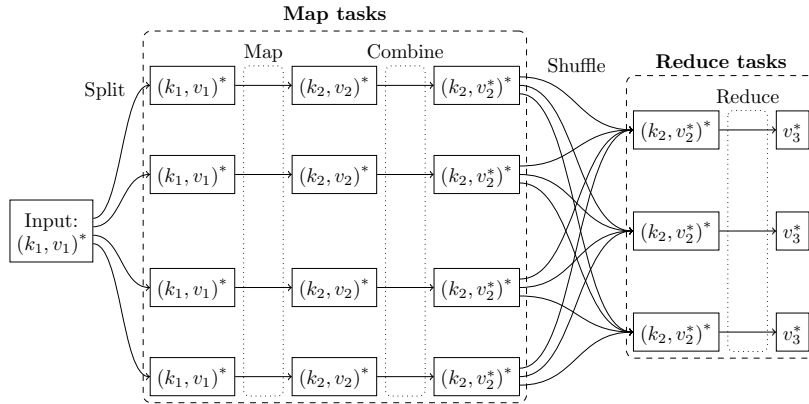 Map tasks
Split
Map
Combine
Shuffle
Reduce tasks
Reduce
Input:
(k₁, v₁)*
(k₁, v₁)* (k₂, v₂)* (k₂, v₂*)*
(k₁, v₁)* (k₂, v₂)* (k₂, v₂*)*
(k₁, v₁)* (k₂, v₂)* (k₂, v₂*)*
(k₁, v₁)* (k₂, v₂)* (k₂, v₂*)*
(k₂, v₂*)* v₃*
(k₂, v₂*)* v₃*
(k₂, v₂*)* v₃*